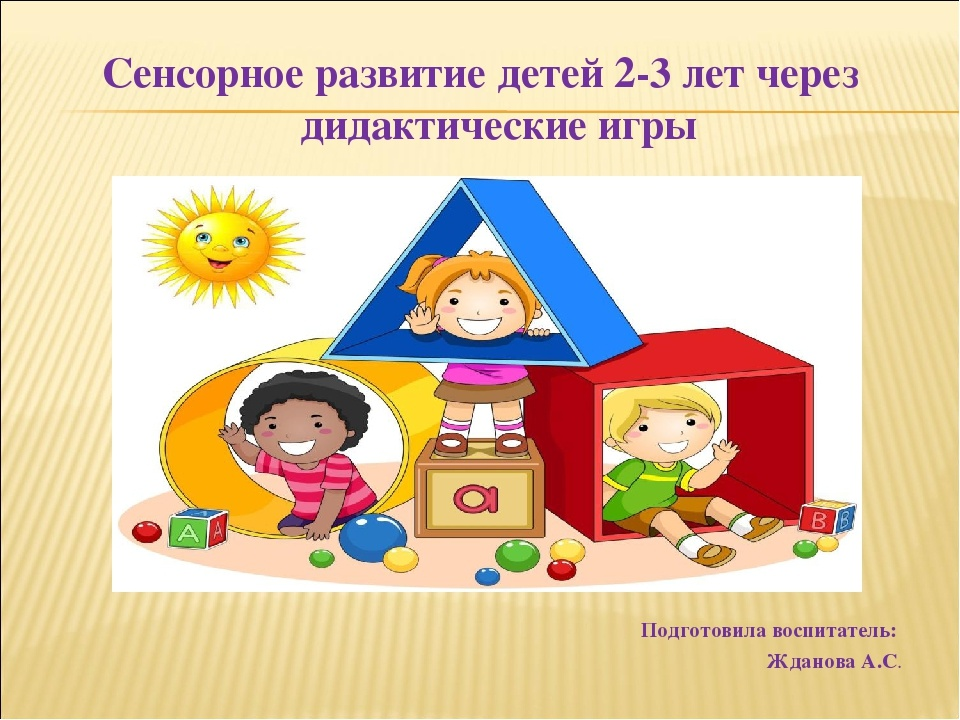 Сенсорное развитие детей 2-3 лет через
дидактические игры
a
A A
B B
Подготовила воспитатель:
Жданова А.С.